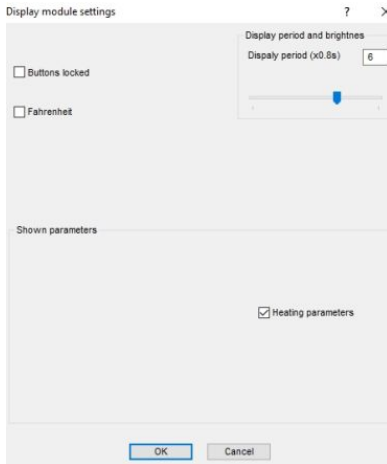 Display module settings
Display period and brightnes
Dispaly period (x0.8s) 6
Buttons locked
Fahrenheit
Shown parameters
Heating parameters
OK Cancel